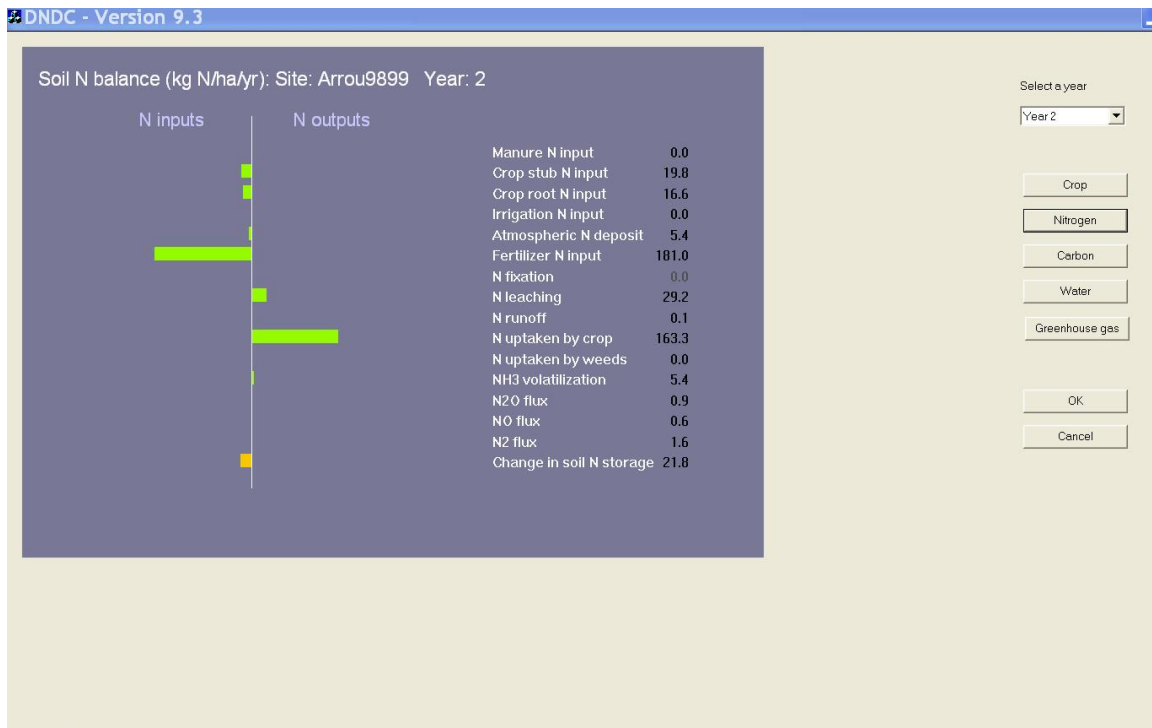 DNDC - Version 9.3
Soil N balance (kg N/ha/yr): Site: Arrou9899 Year: 2
N inputs N outputs
Manure N input 0.0
Crop stub N input 19.8
Crop root N input 16.6
Irrigation N input 0.0
Atmospheric N deposit 5.4
Fertilizer N input 181.0
N fixation 0.0
N leaching 29.2
N runoff 0.1
N uptaken by crop 163.3
N uptaken by weeds 0.0
NH3 volatilization 5.4
N2O flux 0.9
NO flux 0.6
N2 flux 1.6
Change in soil N storage 21.8
Select a year
Year 2
Crop
Nitrogen
Carbon
Water
Greenhouse gas
OK
Cancel